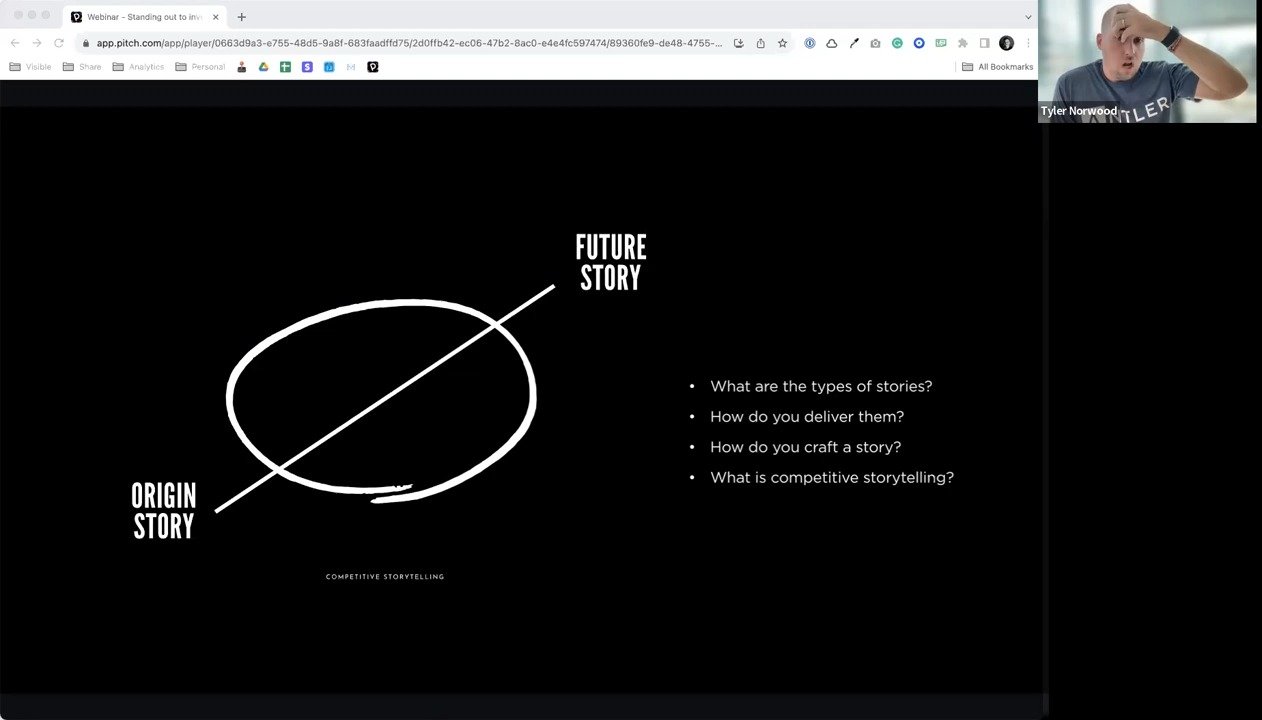 Webinar - Standing out to inv
app.pitch.com/app/player/0663d9a3-e755-48d5-9a8f-683faadffd75/2d0ffb42-ec06-47b2-8ac0-e4e4fc597474/89360fe9-de48-4755-...
Visible
Share
Analytics
Personal
All Bookmarks
ANTLER
Tyler Norwood
FUTURE
STORY
• What are the types of stories?
• How do you deliver them?
• How do you craft a story?
• What is competitive storytelling?
ORIGIN
STORY
COMPETITIVE STORYTELLING